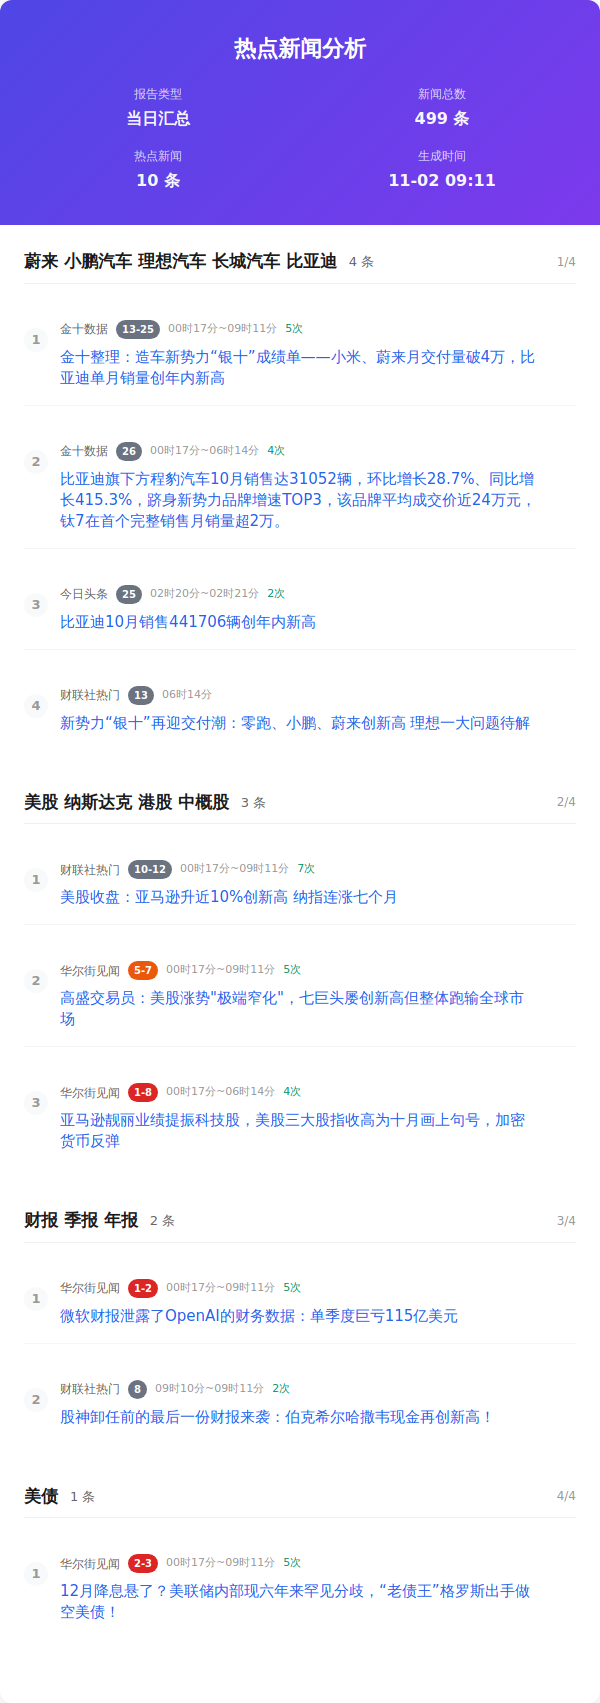 热点新闻分析
报告类型
新闻总数
当日汇总
499 条
热点新闻
生成时间
10 条
11-02 09:11
蔚来 小鹏汽车 理想汽车 长城汽车 比亚迪 4 条 1/4
1
金十数据 13-25 00时17分~09时11分 5次
金十整理：造车新势力“银十”成绩单——小米、蔚来月交付量破4万，比
亚迪单月销量创年内新高
2
金十数据 26 00时17分~06时14分 4次
比亚迪旗下方程豹汽车10月销售达31052辆，环比增长28.7%、同比增
长415.3%，跻身新势力品牌增速TOP3，该品牌平均成交价近24万元，
钛7在首个完整销售月销量超2万。
3
今日头条 25 02时20分~02时21分 2次
比亚迪10月销售441706辆创年内新高
4
财联社热门 13 06时14分
新势力“银十”再迎交付潮：零跑、小鹏、蔚来创新高 理想一大问题待解
美股 纳斯达克 港股 中概股 3 条 2/4
1
财联社热门 10-12 00时17分~09时11分 7次
美股收盘：亚马逊升近10%创新高 纳指连涨七个月
2
华尔街见闻 5-7 00时17分~09时11分 5次
高盛交易员：美股涨势"极端窄化"，七巨头屡创新高但整体跑输全球市
场
3
华尔街见闻 1-8 00时17分~06时14分 4次
亚马逊靓丽业绩提振科技股，美股三大股指收高为十月画上句号，加密
货币反弹
财报 季报 年报 2 条 3/4
1
华尔街见闻 1-2 00时17分~09时11分 5次
微软财报泄露了OpenAI的财务数据：单季度巨亏115亿美元
2
财联社热门 8 09时10分~09时11分 2次
股神卸任前的最后一份财报来袭：伯克希尔哈撒韦现金再创新高！
美债 1 条 4/4
1
华尔街见闻 2-3 00时17分~09时11分 5次
12月降息悬了？美联储内部现六年来罕见分歧，“老债王”格罗斯出手做
空美债！